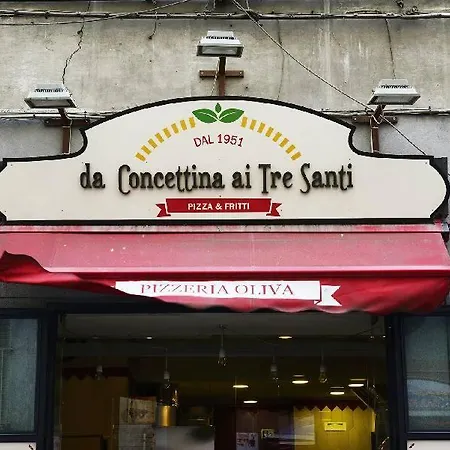 DAL 1951
da Concettina ai Tre Santi
PIZZA & FRITTI
PIZZERIA OLIVA